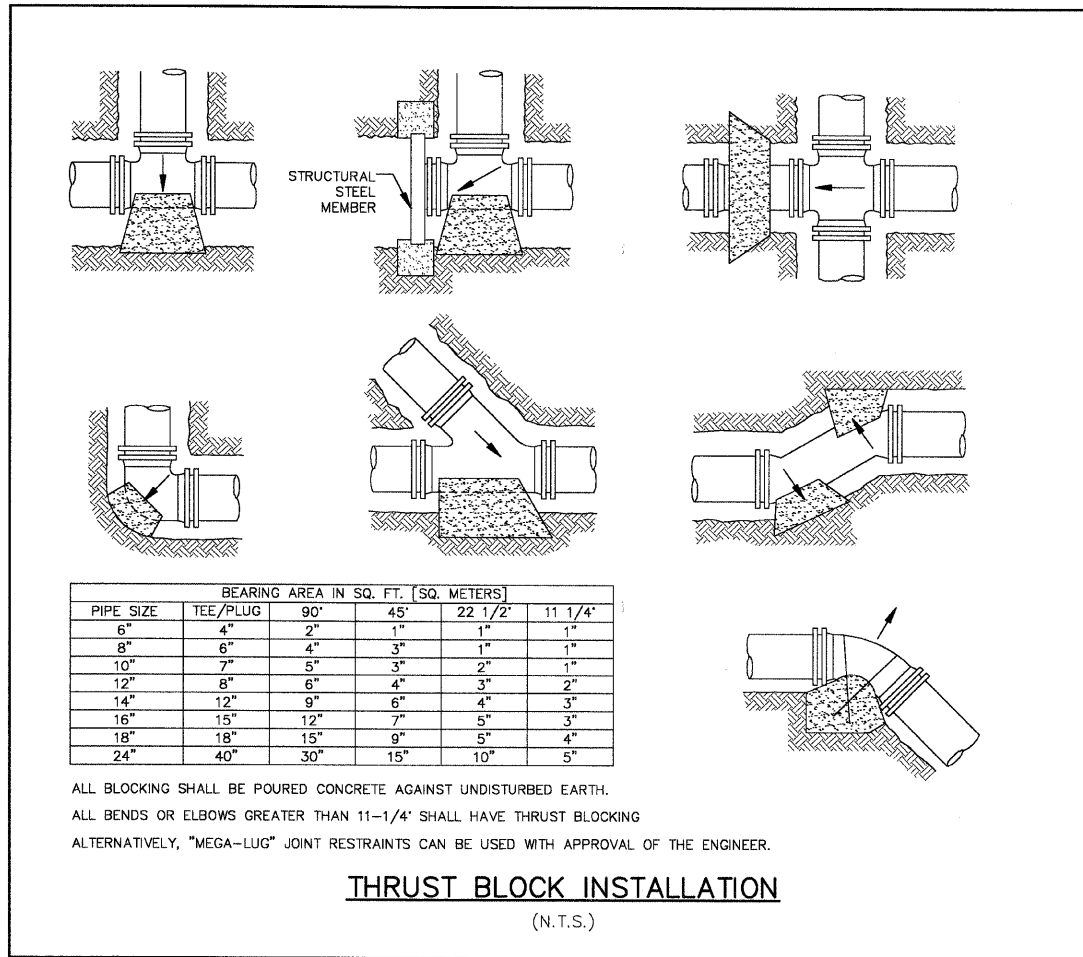 STRUCTURAL
STEEL
MEMBER
BEARING AREA IN SQ. FT. [SQ. METERS]
PIPE SIZE TEE/PLUG 90° 45° 22 1/2° 11 1/4°
6" 4" 2" 1" 1" 1"
8" 6" 4" 3" 1" 1"
10" 7" 5" 3" 2" 1"
12" 8" 6" 4" 3" 2"
14" 12" 9" 6" 4" 3"
16" 15" 12" 7" 5" 3"
18" 18" 15" 9" 5" 4"
24" 40" 30" 15" 10" 5"
ALL BLOCKING SHALL BE POURED CONCRETE AGAINST UNDISTURBED EARTH.
ALL BENDS OR ELBOWS GREATER THAN 11-1/4° SHALL HAVE THRUST BLOCKING
ALTERNATIVELY, "MEGA-LUG" JOINT RESTRAINTS CAN BE USED WITH APPROVAL OF THE ENGINEER.
THRUST BLOCK INSTALLATION
(N.T.S.)